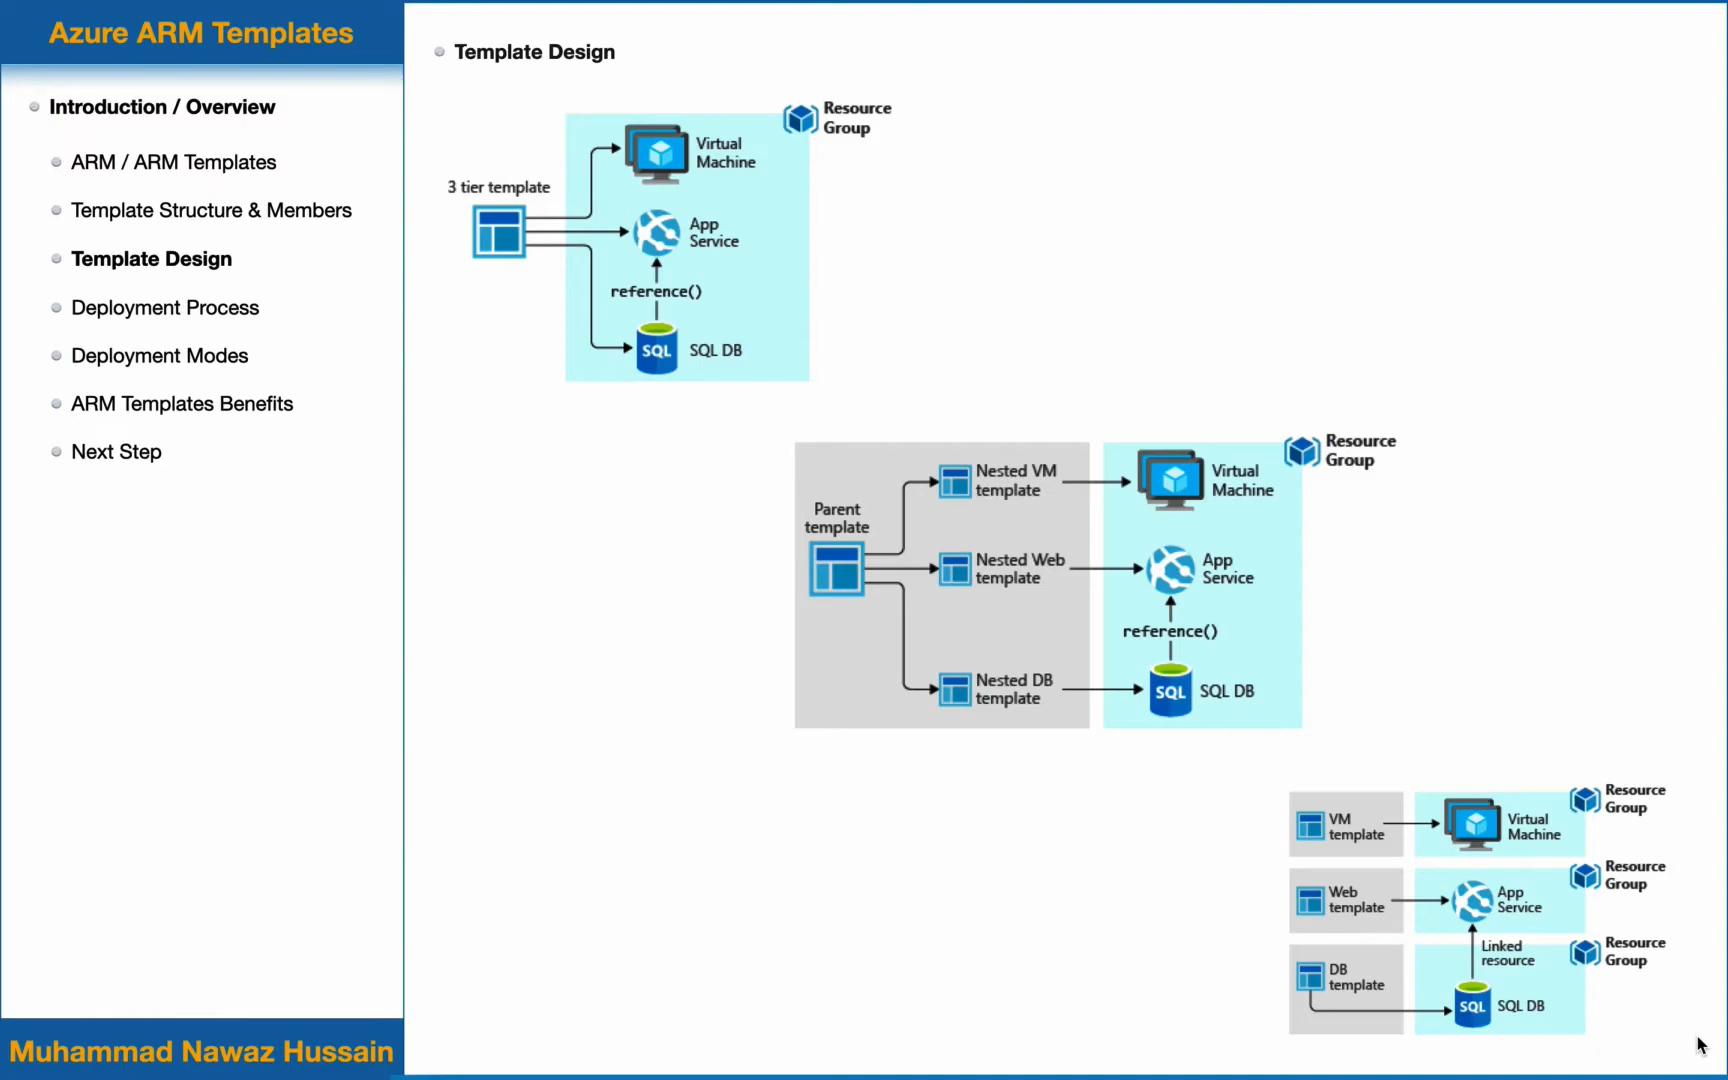 Azure ARM Templates
Introduction / Overview
ARM / ARM Templates
Template Structure & Members
Template Design
Deployment Process
Deployment Modes
ARM Templates Benefits
Next Step
Muhammad Nawaz Hussain
Template Design
Resource
Group
Virtual
Machine
3 tier template
App
Service
reference()
SQL
SQL DB
Resource
Group
Nested VM
template
Virtual
Machine
Parent
template
Nested Web
template
App
Service
reference()
Nested DB
template
SQL
SQL DB
Resource
Group
VM
template
Virtual
Machine
Resource
Group
Web
template
App
Service
Linked
resource
Resource
Group
DB
template
SQL
SQL DB